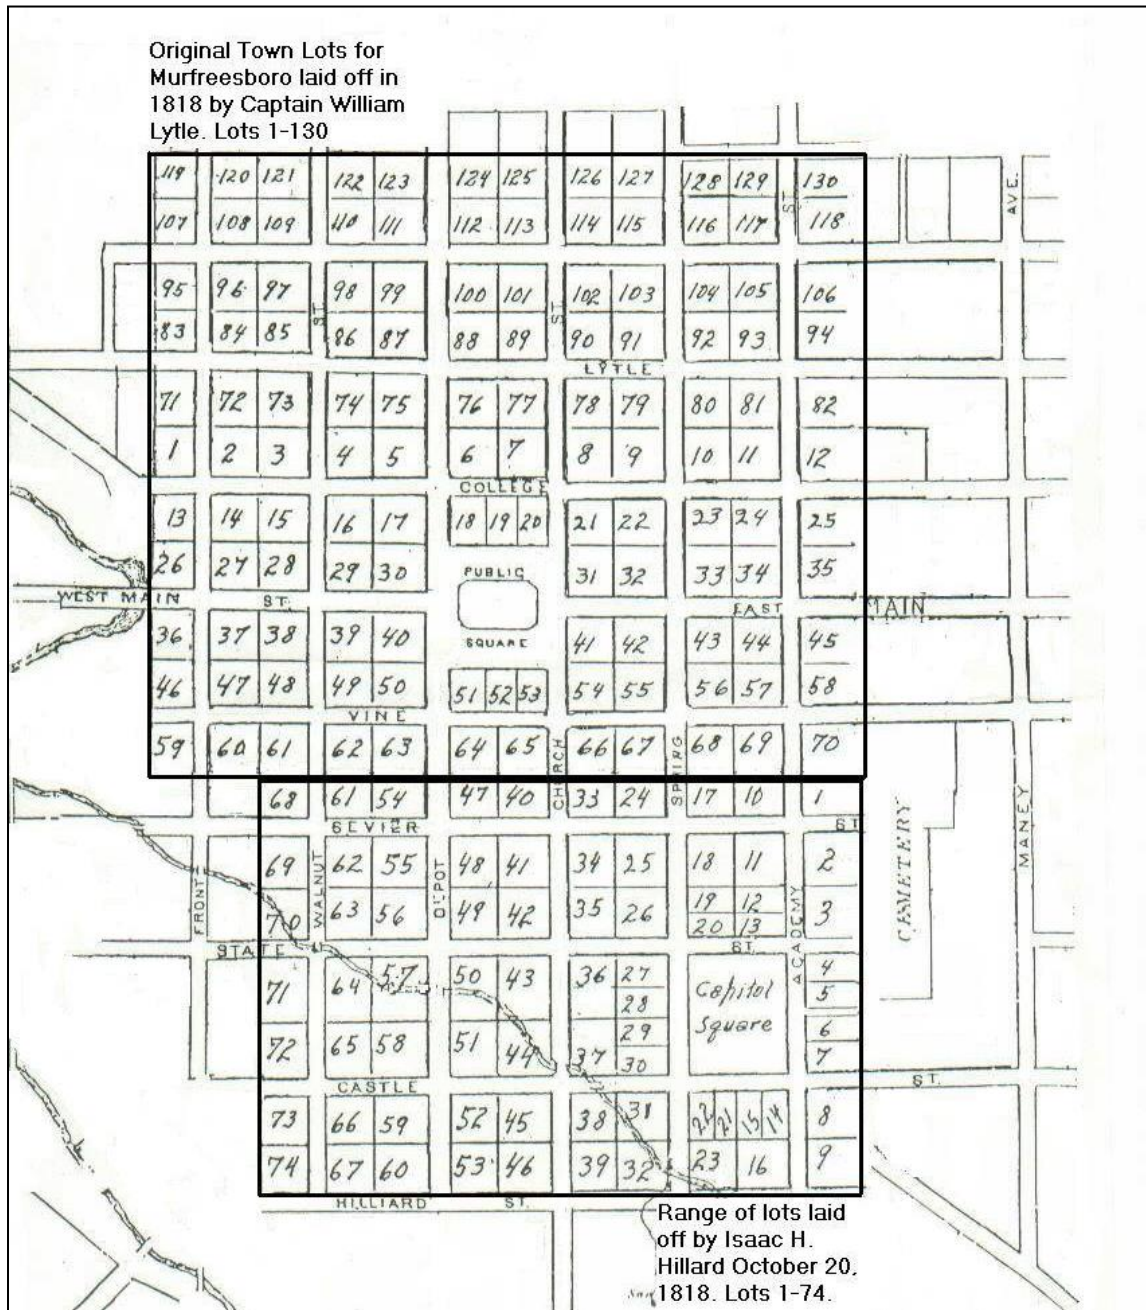 Original Town Lots for
Murfreesboro laid off in
1818 by Captain William
Lytle. Lots 1-130
119 120 121 122 123 124 125 126 127 128 129 130
107 108 109 110 111 112 113 114 115 116 117 118
ST.
AVE.
95 96 97 98 99 100 101 102 103 104 105 106
ST.
ST.
83 84 85 86 87 88 89 90 91 92 93 94
LYTLE
71 72 73 74 75 76 77 78 79 80 81 82
1 2 3 4 5 6 7 8 9 10 11 12
COLLEGE
13 14 15 16 17 18 19 20 21 22 23 24 25
26 27 28 29 30 PUBLIC 31 32 33 34 35
WEST MAIN ST. EAST MAIN
36 37 38 39 40 SQUARE 41 42 43 44 45
46 47 48 49 50 51 52 53 54 55 56 57 58
VINE
59 60 61 62 63 64 65 66 67 68 69 70
CHURCH
SPRING
68 61 54 47 40 33 24 17 10 1
SEVIER ST.
69 62 55 48 41 34 25 18 11 2
FRONT
WALNUT
DEPOT
ACADEMY
CEMETERY
MANEY
70 63 56 49 42 35 26 19 12 3
20 13
STATE ST.
71 64 57 50 43 36 27 Capitol 4
28 5
72 65 58 51 44 37 29 Square 6
30 7
CASTLE ST.
73 66 59 52 45 38 31 22 21 15 14 8
74 67 60 53 46 39 32 23 16 9
HILLIARD ST.
Range of lots laid
off by Isaac H.
Hillard October 20,
1818. Lots 1-74.